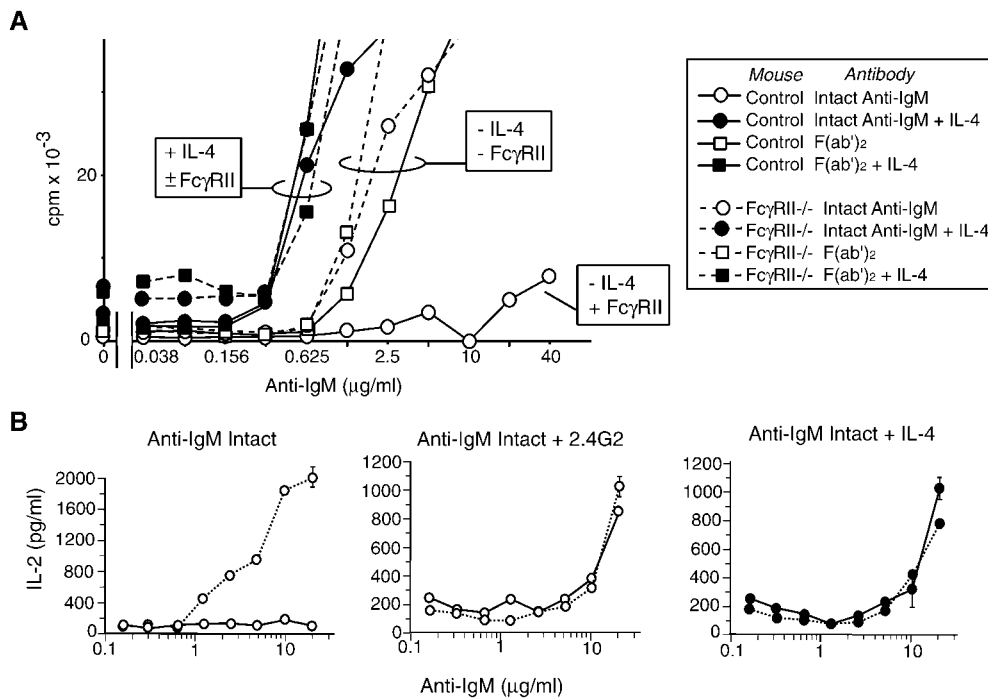 A
cpm x 10⁻³
20
0
+ IL-4
± FcγRII
- IL-4
- FcγRII
- IL-4
+ FcγRII
0 0.038 0.156 0.625 2.5 10 40
Anti-IgM (µg/ml)
Mouse Antibody
Control Intact Anti-IgM
Control Intact Anti-IgM + IL-4
Control F(ab')₂
Control F(ab')₂ + IL-4
FcγRII-/- Intact Anti-IgM
FcγRII-/- Intact Anti-IgM + IL-4
FcγRII-/- F(ab')₂
FcγRII-/- F(ab')₂ + IL-4
B
Anti-IgM Intact
IL-2 (pg/ml)
2000
1600
1200
800
400
0
0.1 1 10
Anti-IgM Intact + 2.4G2
1200
1000
800
600
400
200
0
0.1 1 10
Anti-IgM Intact + IL-4
1200
1000
800
600
400
200
0
0.1 1 10
Anti-IgM (µg/ml)